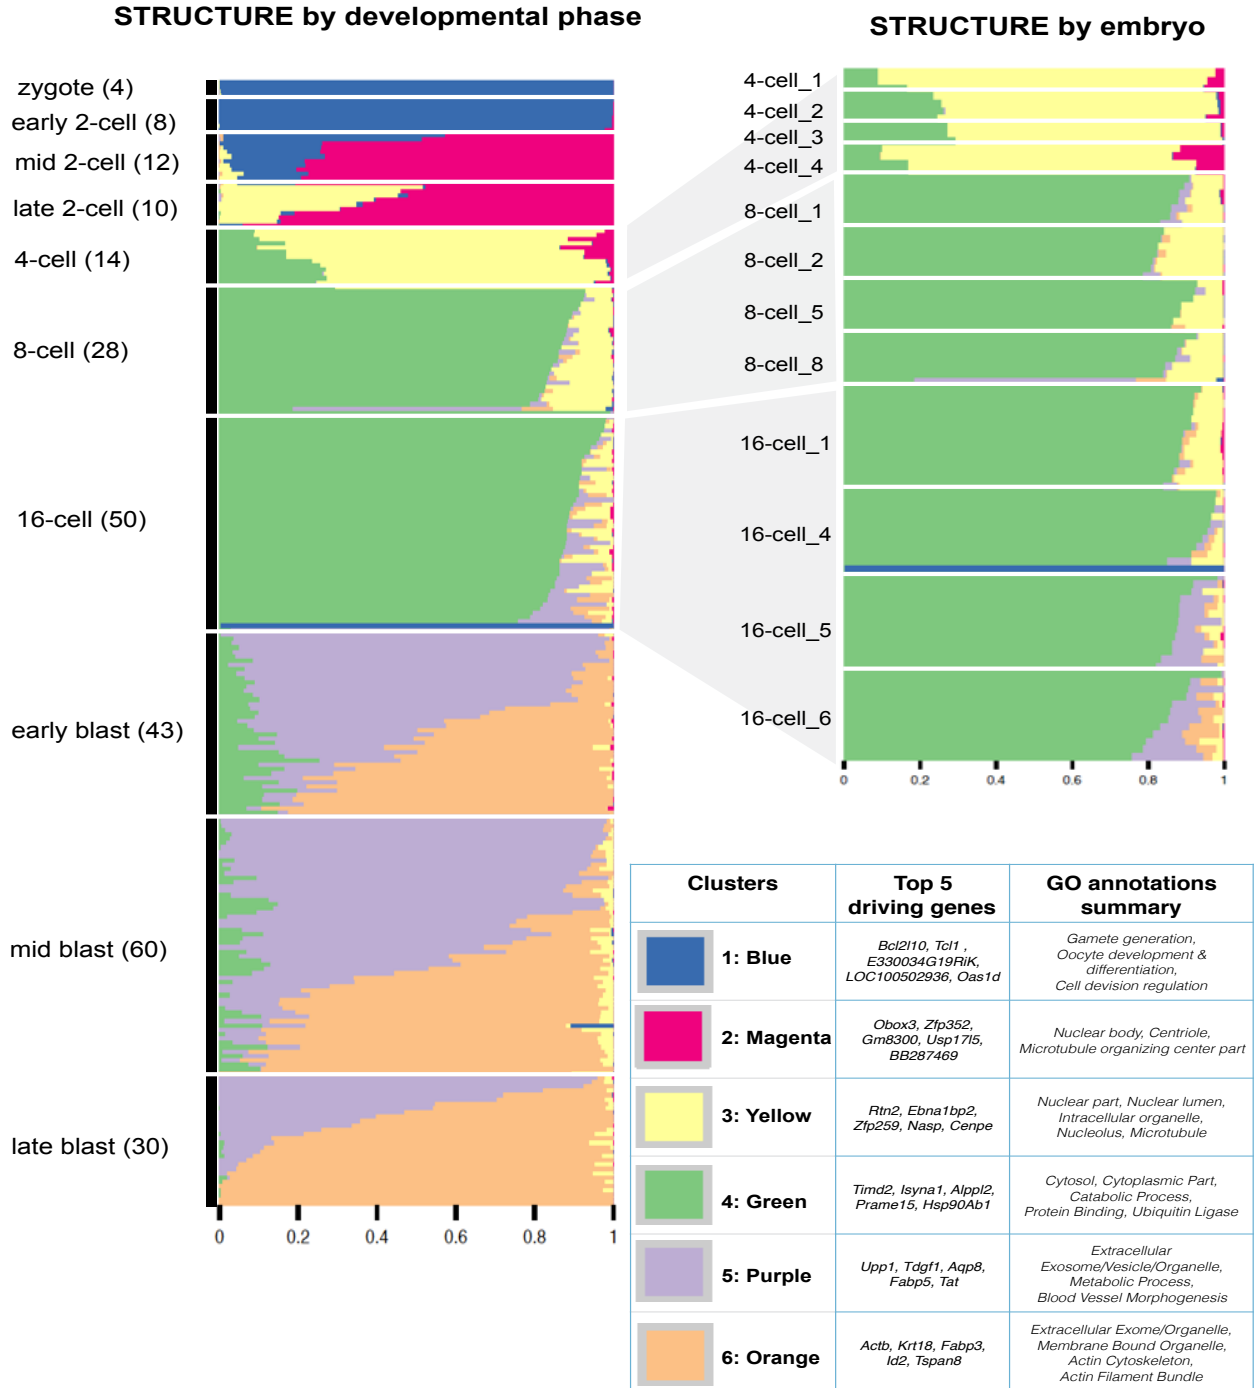 STRUCTURE by developmental phase
zygote (4)
early 2-cell (8)
mid 2-cell (12)
late 2-cell (10)
4-cell (14)
8-cell (28)
16-cell (50)
early blast (43)
mid blast (60)
late blast (30)
0 0.2 0.4 0.6 0.8 1
STRUCTURE by embryo
4-cell_1
4-cell_2
4-cell_3
4-cell_4
8-cell_1
8-cell_2
8-cell_5
8-cell_8
16-cell_1
16-cell_4
16-cell_5
16-cell_6
0 0.2 0.4 0.6 0.8 1
Clusters
Top 5
driving genes
GO annotations
summary
1: Blue
Bcl2l10, Tcl1 ,
E330034G19RiK,
LOC100502936, Oas1d
Gamete generation,
Oocyte development &
differentiation,
Cell devision regulation
2: Magenta
Obox3, Zfp352,
Gm8300, Usp17l5,
BB287469
Nuclear body, Centriole,
Microtubule organizing center part
3: Yellow
Rtn2, Ebna1bp2,
Zfp259, Nasp, Cenpe
Nuclear part, Nuclear lumen,
Intracellular organelle,
Nucleolus, Microtubule
4: Green
Timd2, Isyna1, Alppl2,
Prame15, Hsp90Ab1
Cytosol, Cytoplasmic Part,
Catabolic Process,
Protein Binding, Ubiquitin Ligase
5: Purple
Upp1, Tdgf1, Aqp8,
Fabp5, Tat
Extracellular
Exosome/Vesicle/Organelle,
Metabolic Process,
Blood Vessel Morphogenesis
6: Orange
Actb, Krt18, Fabp3,
Id2, Tspan8
Extracellular Exome/Organelle,
Membrane Bound Organelle,
Actin Cytoskeleton,
Actin Filament Bundle